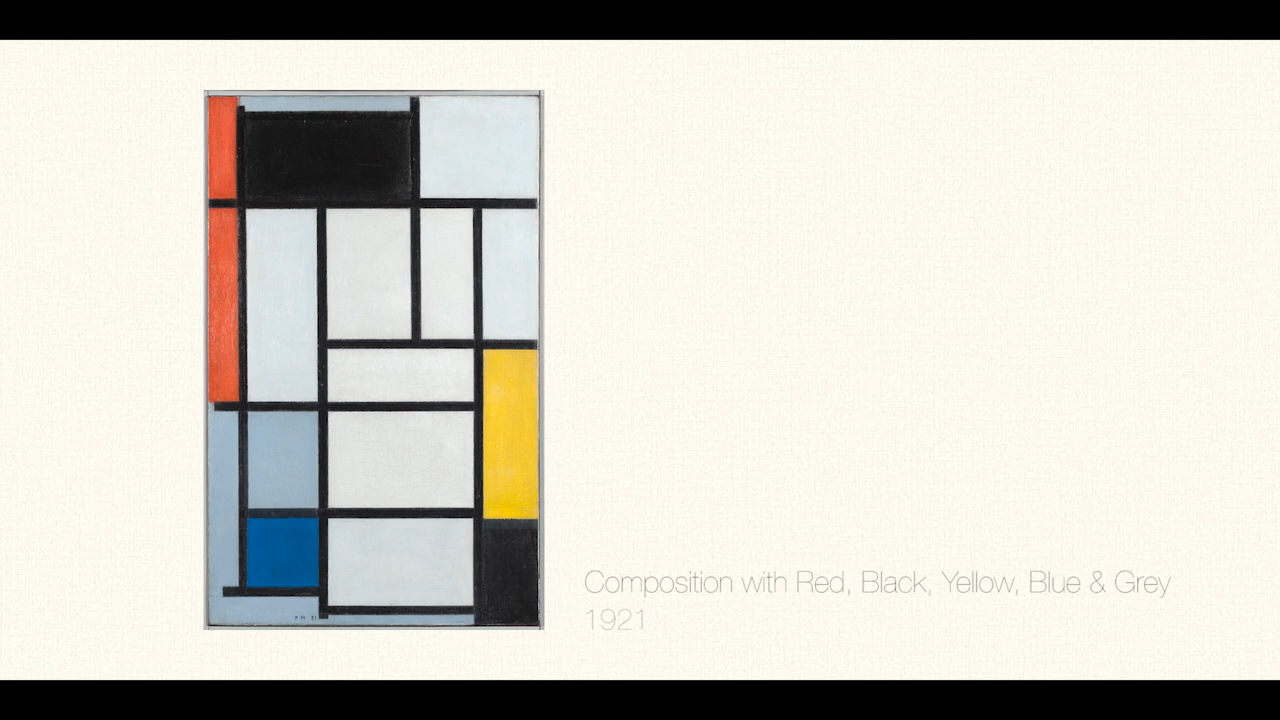 Composition with Red, Black, Yellow, Blue & Grey
1921